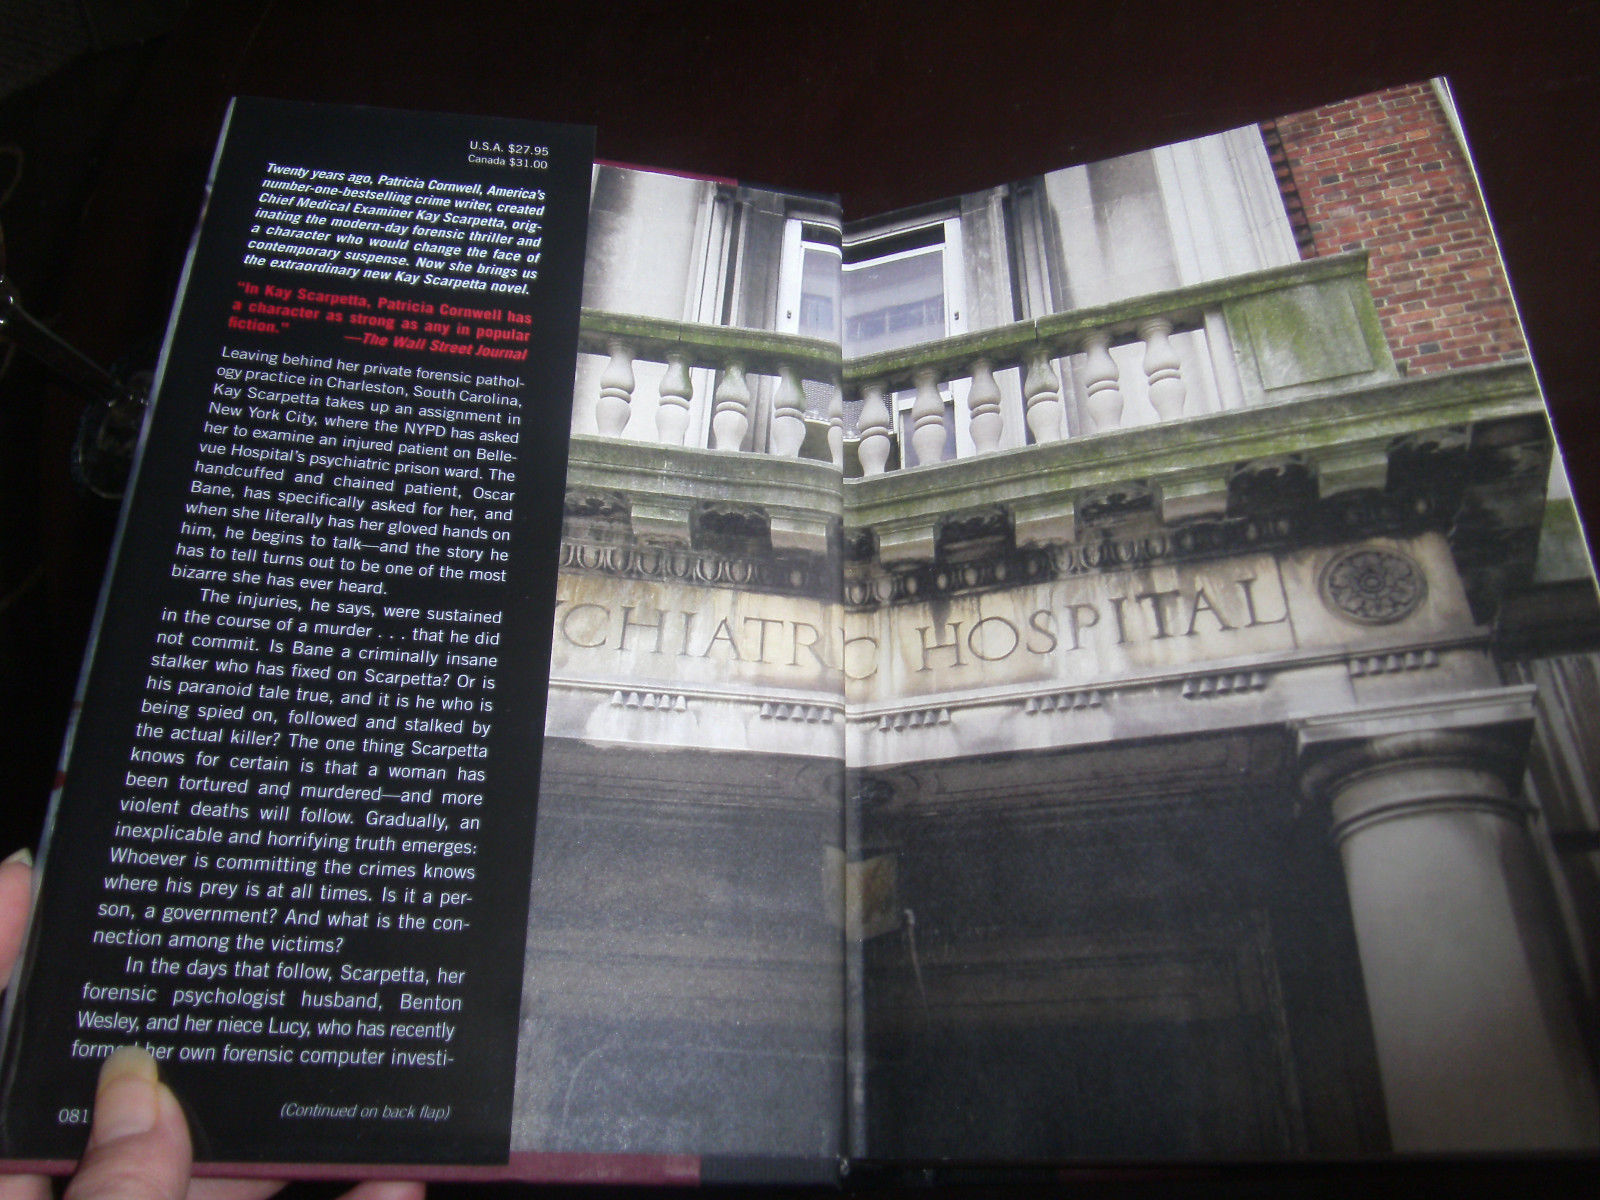 U.S.A. $27.95
Canada $31.00
Twenty years ago, Patricia Cornwell, America's
number-one-bestselling crime writer, created
Chief Medical Examiner Kay Scarpetta, orig-
inating the modern-day forensic thriller and
a character who would change the face of
contemporary suspense. Now she brings us
the extraordinary new Kay Scarpetta novel.
"In Kay Scarpetta, Patricia Cornwell has
a character as strong as any in popular
fiction."
—The Wall Street Journal
Leaving behind her private forensic pathol-
ogy practice in Charleston, South Carolina,
Kay Scarpetta takes up an assignment in
New York City, where the NYPD has asked
her to examine an injured patient on Belle-
vue Hospital's psychiatric prison ward. The
handcuffed and chained patient, Oscar
Bane, has specifically asked for her, and
when she literally has her gloved hands on
him, he begins to talk—and the story he
has to tell turns out to be one of the most
bizarre she has ever heard.
The injuries, he says, were sustained
in the course of a murder . . . that he did
not commit. Is Bane a criminally insane
stalker who has fixed on Scarpetta? Or is
his paranoid tale true, and it is he who is
being spied on, followed and stalked by
the actual killer? The one thing Scarpetta
knows for certain is that a woman has
been tortured and murdered—and more
violent deaths will follow. Gradually, an
inexplicable and horrifying truth emerges:
Whoever is committing the crimes knows
where his prey is at all times. Is it a per-
son, a government? And what is the con-
nection among the victims?
In the days that follow, Scarpetta, her
forensic psychologist husband, Benton
Wesley, and her niece Lucy, who has recently
formed her own forensic computer investi-
(Continued on back flap)
081
YCHIATRIC HOSPITAL